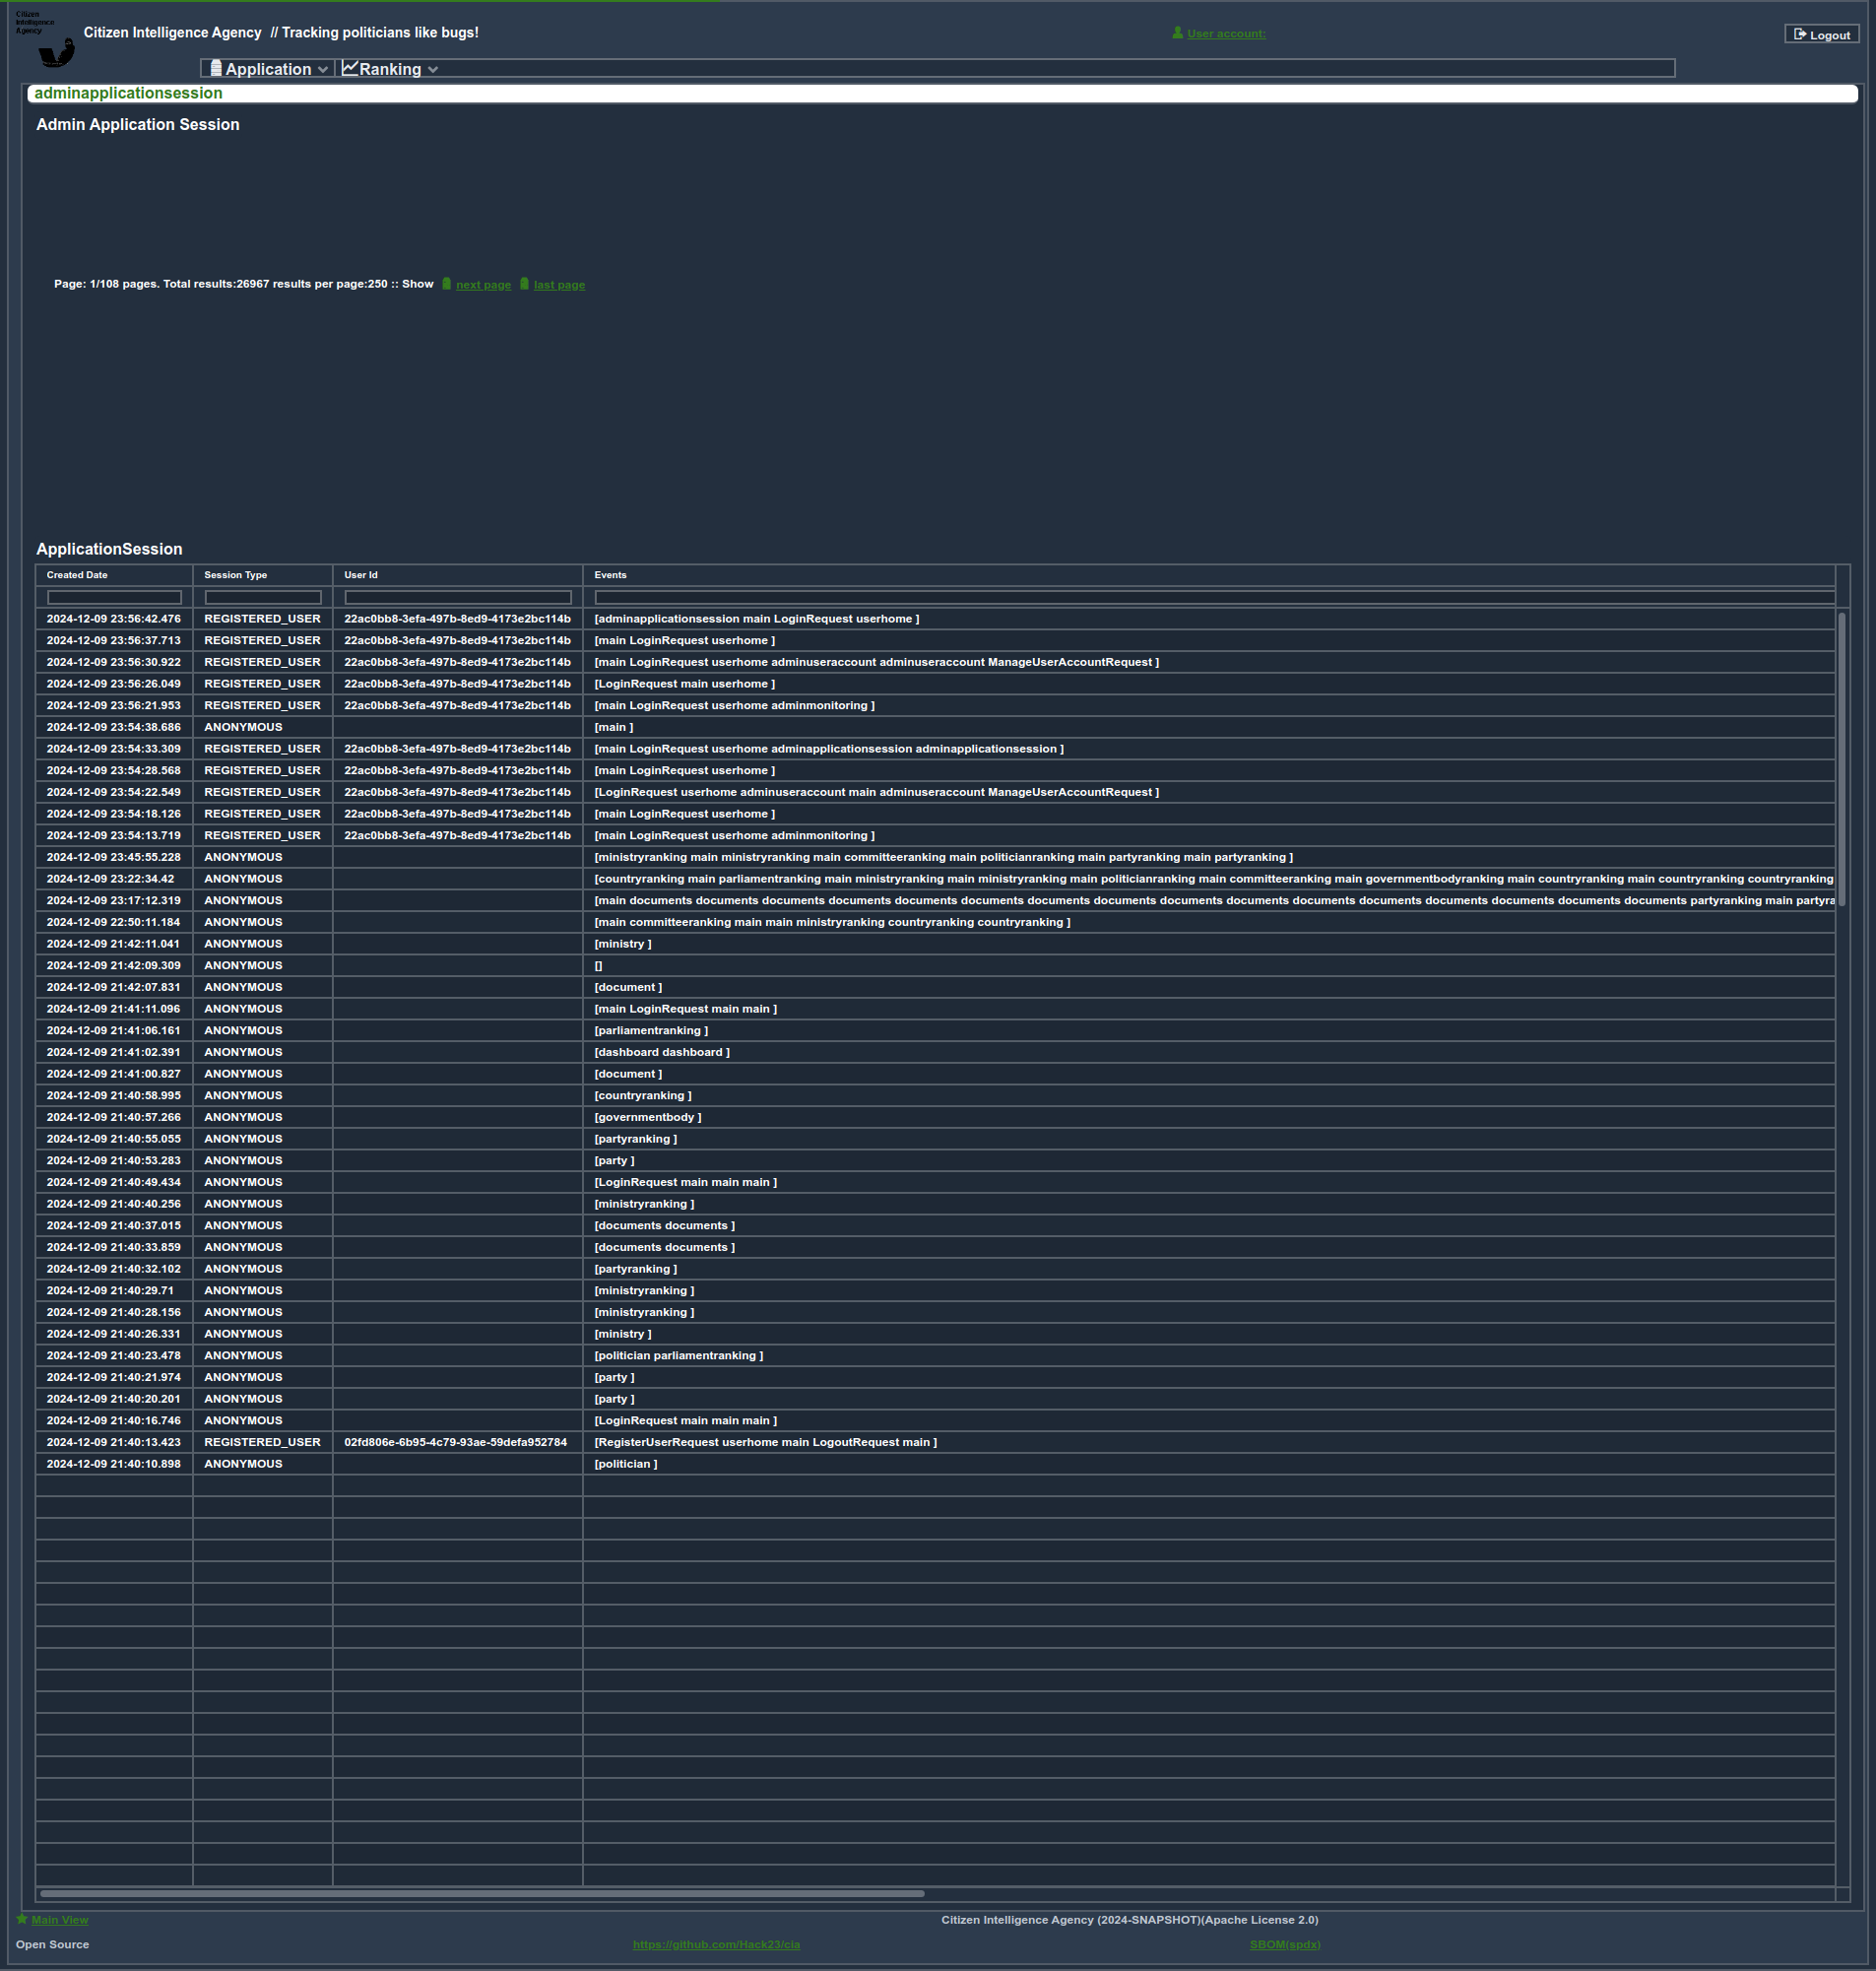 Citizen
Intelligence
Agency
Citizen Intelligence Agency // Tracking politicians like bugs!
User account:
Logout
Application Ranking
adminapplicationsession
Admin Application Session
Page: 1/108 pages. Total results:26967 results per page:250 :: Show next page last page
ApplicationSession
Created Date Session Type User Id Events
2024-12-09 23:56:42.476 REGISTERED_USER 22ac0bb8-3efa-497b-8ed9-4173e2bc114b [adminapplicationsession main LoginRequest userhome ]
2024-12-09 23:56:37.713 REGISTERED_USER 22ac0bb8-3efa-497b-8ed9-4173e2bc114b [main LoginRequest userhome ]
2024-12-09 23:56:30.922 REGISTERED_USER 22ac0bb8-3efa-497b-8ed9-4173e2bc114b [main LoginRequest userhome adminuseraccount adminuseraccount ManageUserAccountRequest ]
2024-12-09 23:56:26.049 REGISTERED_USER 22ac0bb8-3efa-497b-8ed9-4173e2bc114b [LoginRequest main userhome ]
2024-12-09 23:56:21.953 REGISTERED_USER 22ac0bb8-3efa-497b-8ed9-4173e2bc114b [main LoginRequest userhome adminmonitoring ]
2024-12-09 23:54:38.686 ANONYMOUS [main ]
2024-12-09 23:54:33.309 REGISTERED_USER 22ac0bb8-3efa-497b-8ed9-4173e2bc114b [main LoginRequest userhome adminapplicationsession adminapplicationsession ]
2024-12-09 23:54:28.568 REGISTERED_USER 22ac0bb8-3efa-497b-8ed9-4173e2bc114b [main LoginRequest userhome ]
2024-12-09 23:54:22.549 REGISTERED_USER 22ac0bb8-3efa-497b-8ed9-4173e2bc114b [LoginRequest userhome adminuseraccount main adminuseraccount ManageUserAccountRequest ]
2024-12-09 23:54:18.126 REGISTERED_USER 22ac0bb8-3efa-497b-8ed9-4173e2bc114b [main LoginRequest userhome ]
2024-12-09 23:54:13.719 REGISTERED_USER 22ac0bb8-3efa-497b-8ed9-4173e2bc114b [main LoginRequest userhome adminmonitoring ]
2024-12-09 23:45:55.228 ANONYMOUS [ministryranking main ministryranking main committeeranking main politicianranking main partyranking main partyranking ]
2024-12-09 23:22:34.42 ANONYMOUS [countryranking main parliamentranking main ministryranking main ministryranking main politicianranking main committeeranking main governmentbodyranking main countryranking main countryranking countryranking
2024-12-09 23:17:12.319 ANONYMOUS [main documents documents documents documents documents documents documents documents documents documents documents documents documents documents partyranking main partyra
2024-12-09 22:50:11.184 ANONYMOUS [main committeeranking main main ministryranking countryranking countryranking ]
2024-12-09 21:42:11.041 ANONYMOUS [ministry ]
2024-12-09 21:42:09.309 ANONYMOUS []
2024-12-09 21:42:07.831 ANONYMOUS [document ]
2024-12-09 21:41:11.096 ANONYMOUS [main LoginRequest main main ]
2024-12-09 21:41:06.161 ANONYMOUS [parliamentranking ]
2024-12-09 21:41:02.391 ANONYMOUS [dashboard dashboard ]
2024-12-09 21:41:00.827 ANONYMOUS [document ]
2024-12-09 21:40:58.995 ANONYMOUS [countryranking ]
2024-12-09 21:40:57.266 ANONYMOUS [governmentbody ]
2024-12-09 21:40:55.055 ANONYMOUS [partyranking ]
2024-12-09 21:40:53.283 ANONYMOUS [party ]
2024-12-09 21:40:49.434 ANONYMOUS [LoginRequest main main main ]
2024-12-09 21:40:40.256 ANONYMOUS [ministryranking ]
2024-12-09 21:40:37.015 ANONYMOUS [documents documents ]
2024-12-09 21:40:33.859 ANONYMOUS [documents documents ]
2024-12-09 21:40:32.102 ANONYMOUS [partyranking ]
2024-12-09 21:40:29.71 ANONYMOUS [ministryranking ]
2024-12-09 21:40:28.156 ANONYMOUS [ministryranking ]
2024-12-09 21:40:26.331 ANONYMOUS [ministry ]
2024-12-09 21:40:23.478 ANONYMOUS [politician parliamentranking ]
2024-12-09 21:40:21.974 ANONYMOUS [party ]
2024-12-09 21:40:20.201 ANONYMOUS [party ]
2024-12-09 21:40:16.746 ANONYMOUS [LoginRequest main main main ]
2024-12-09 21:40:13.423 REGISTERED_USER 02fd806e-6b95-4c79-93ae-59defa952784 [RegisterUserRequest userhome main LogoutRequest main ]
2024-12-09 21:40:10.898 ANONYMOUS [politician ]
Main View Citizen Intelligence Agency (2024-SNAPSHOT)(Apache License 2.0)
Open Source https://github.com/Hack23/cia SBOM(spdx)